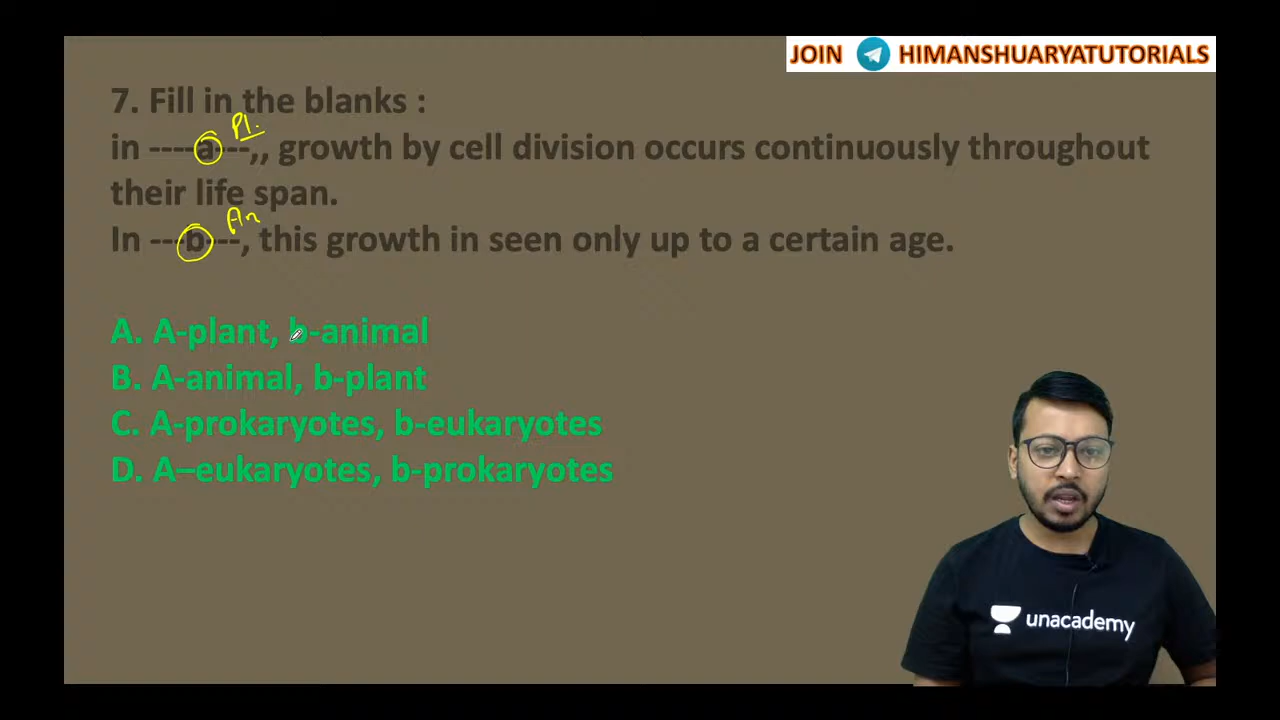 JOIN HIMANSHUARYATUTORIALS
7. Fill in the blanks :
Pl.
in ----a---,, growth by cell division occurs continuously throughout
their life span.
An
In ---b---, this growth in seen only up to a certain age.
A. A-plant, b-animal
B. A-animal, b-plant
C. A-prokaryotes, b-eukaryotes
D. A–eukaryotes, b-prokaryotes
unacademy